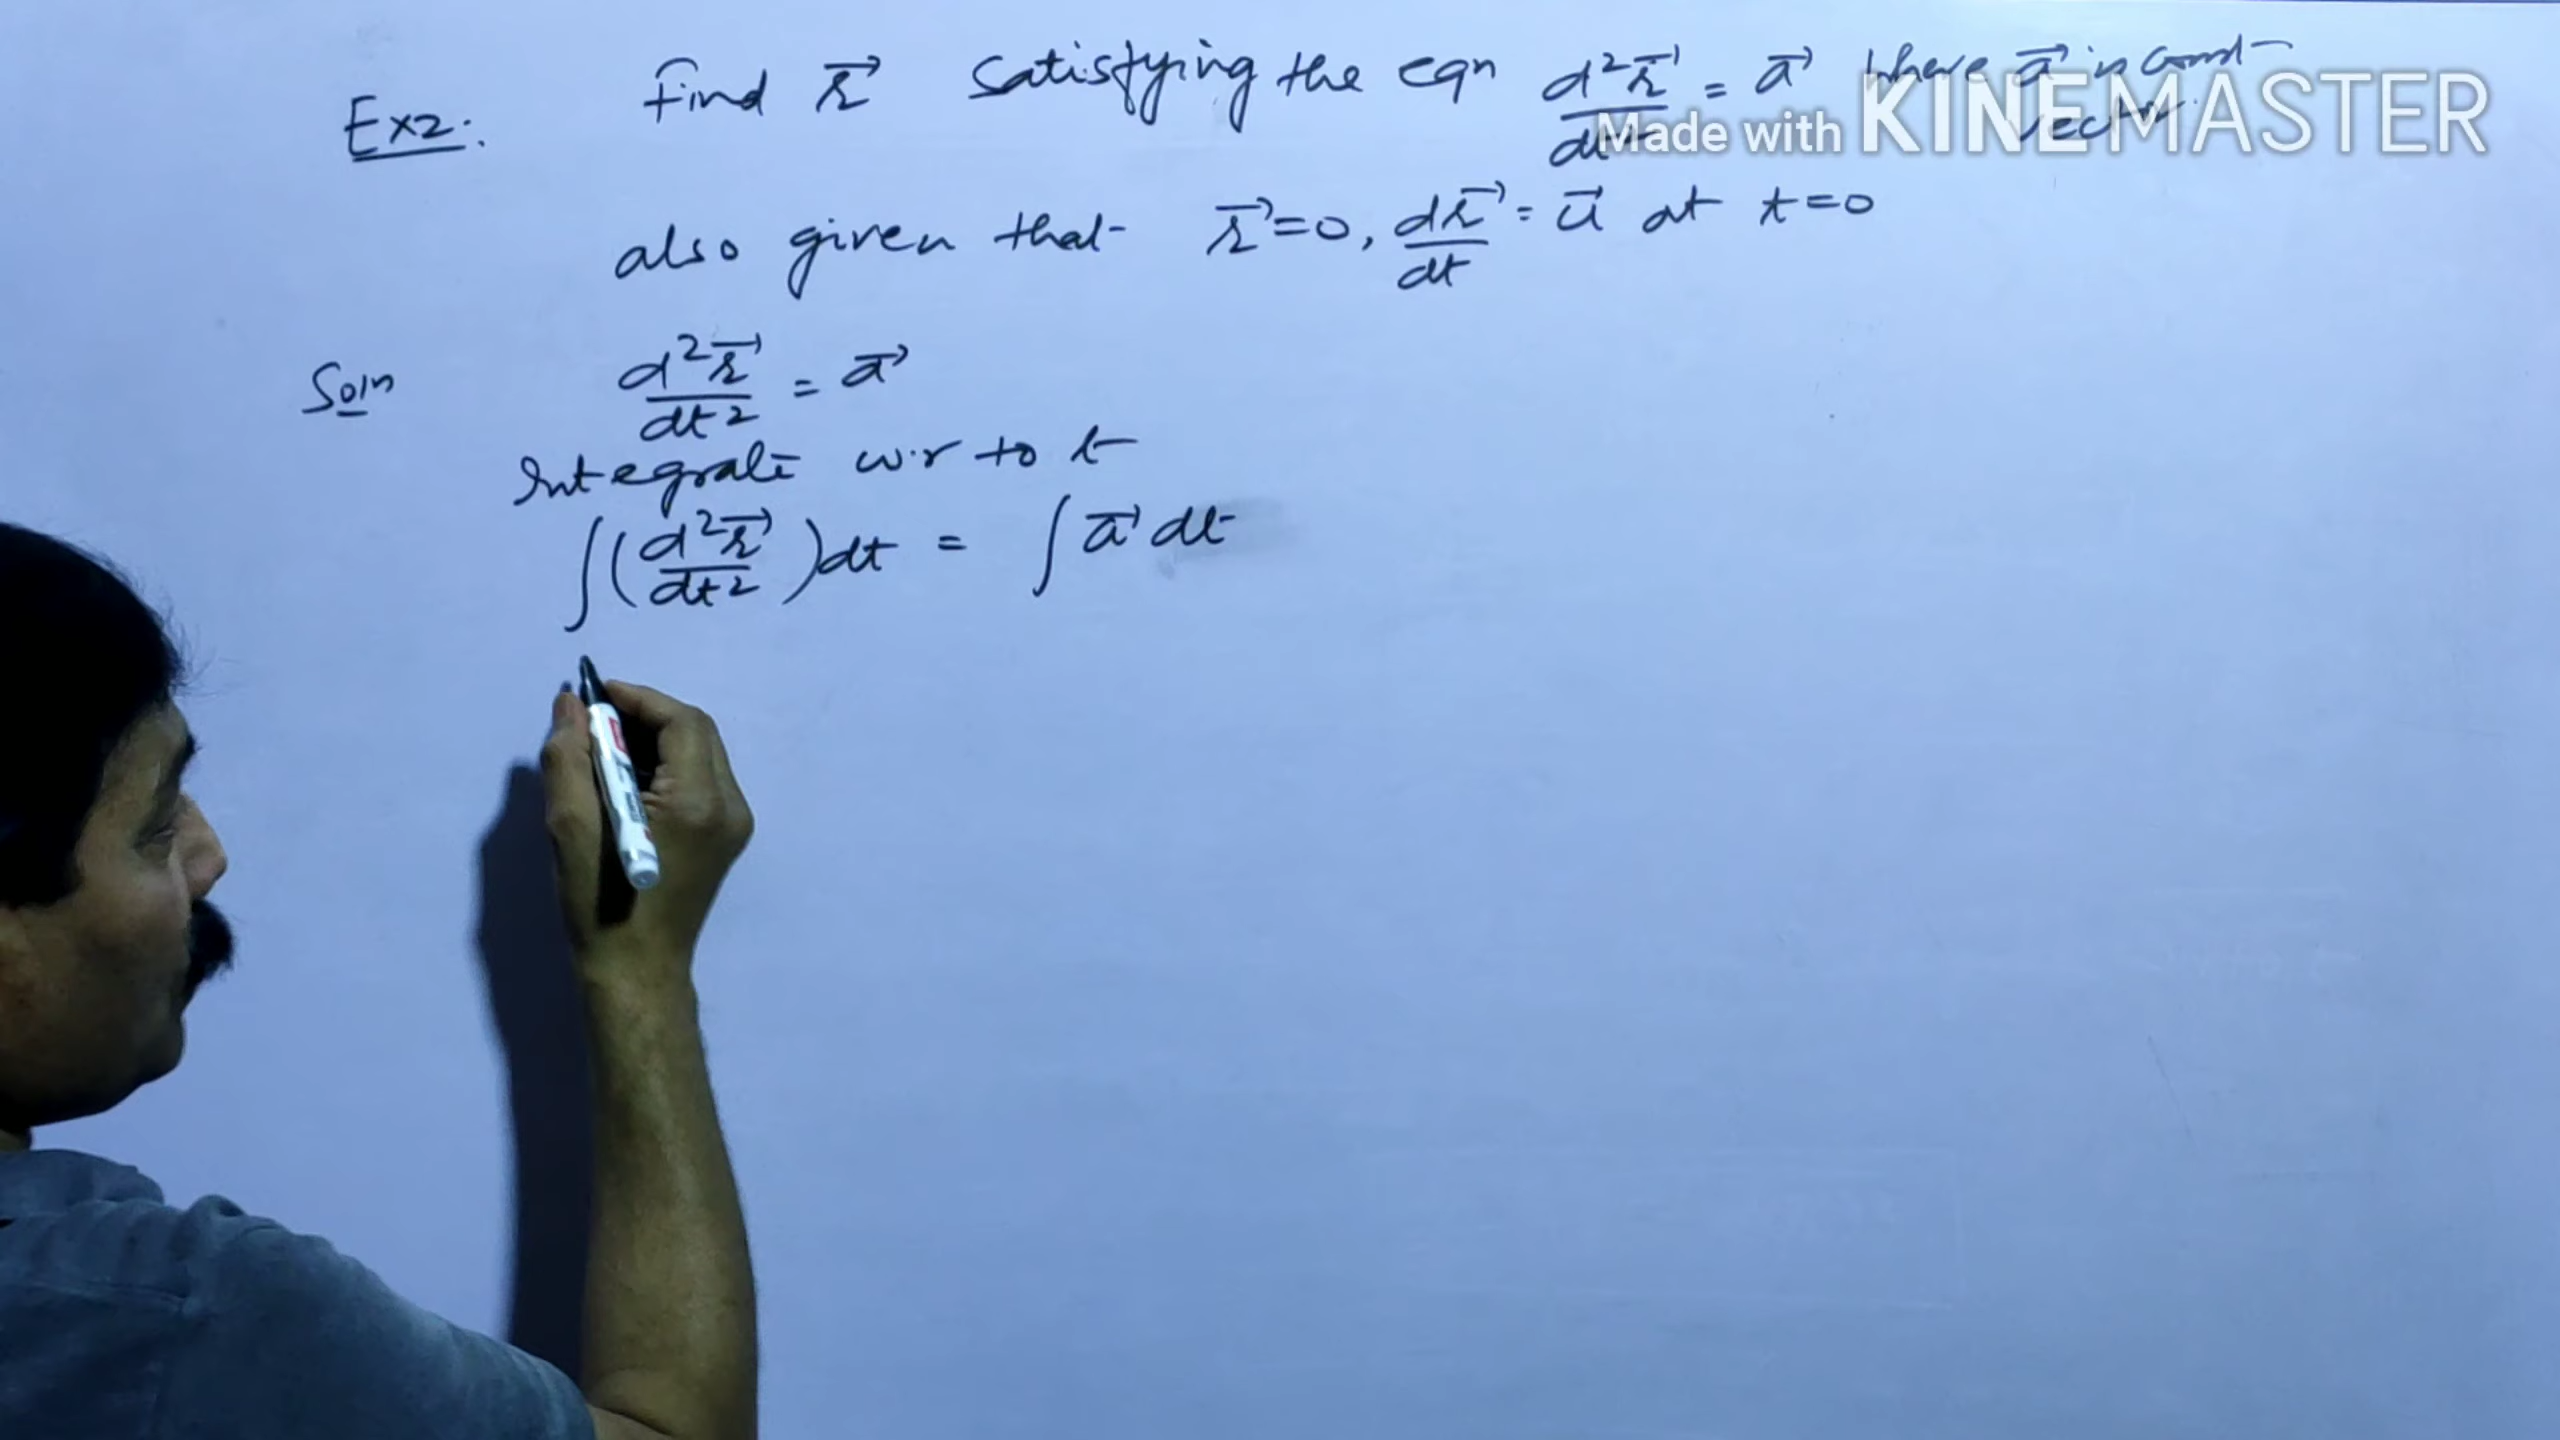 Ex2: Find r⃗ satisfying the eqn d²r⃗/dt² = a⃗ where a⃗ is const vector.
Made with KINEMASTER
also given that r⃗=0, dr⃗/dt = u⃗ at t=0
Soln d²r⃗/dt² = a⃗
Integrate w.r to t
∫(d²r⃗/dt²)dt = ∫a⃗ dt